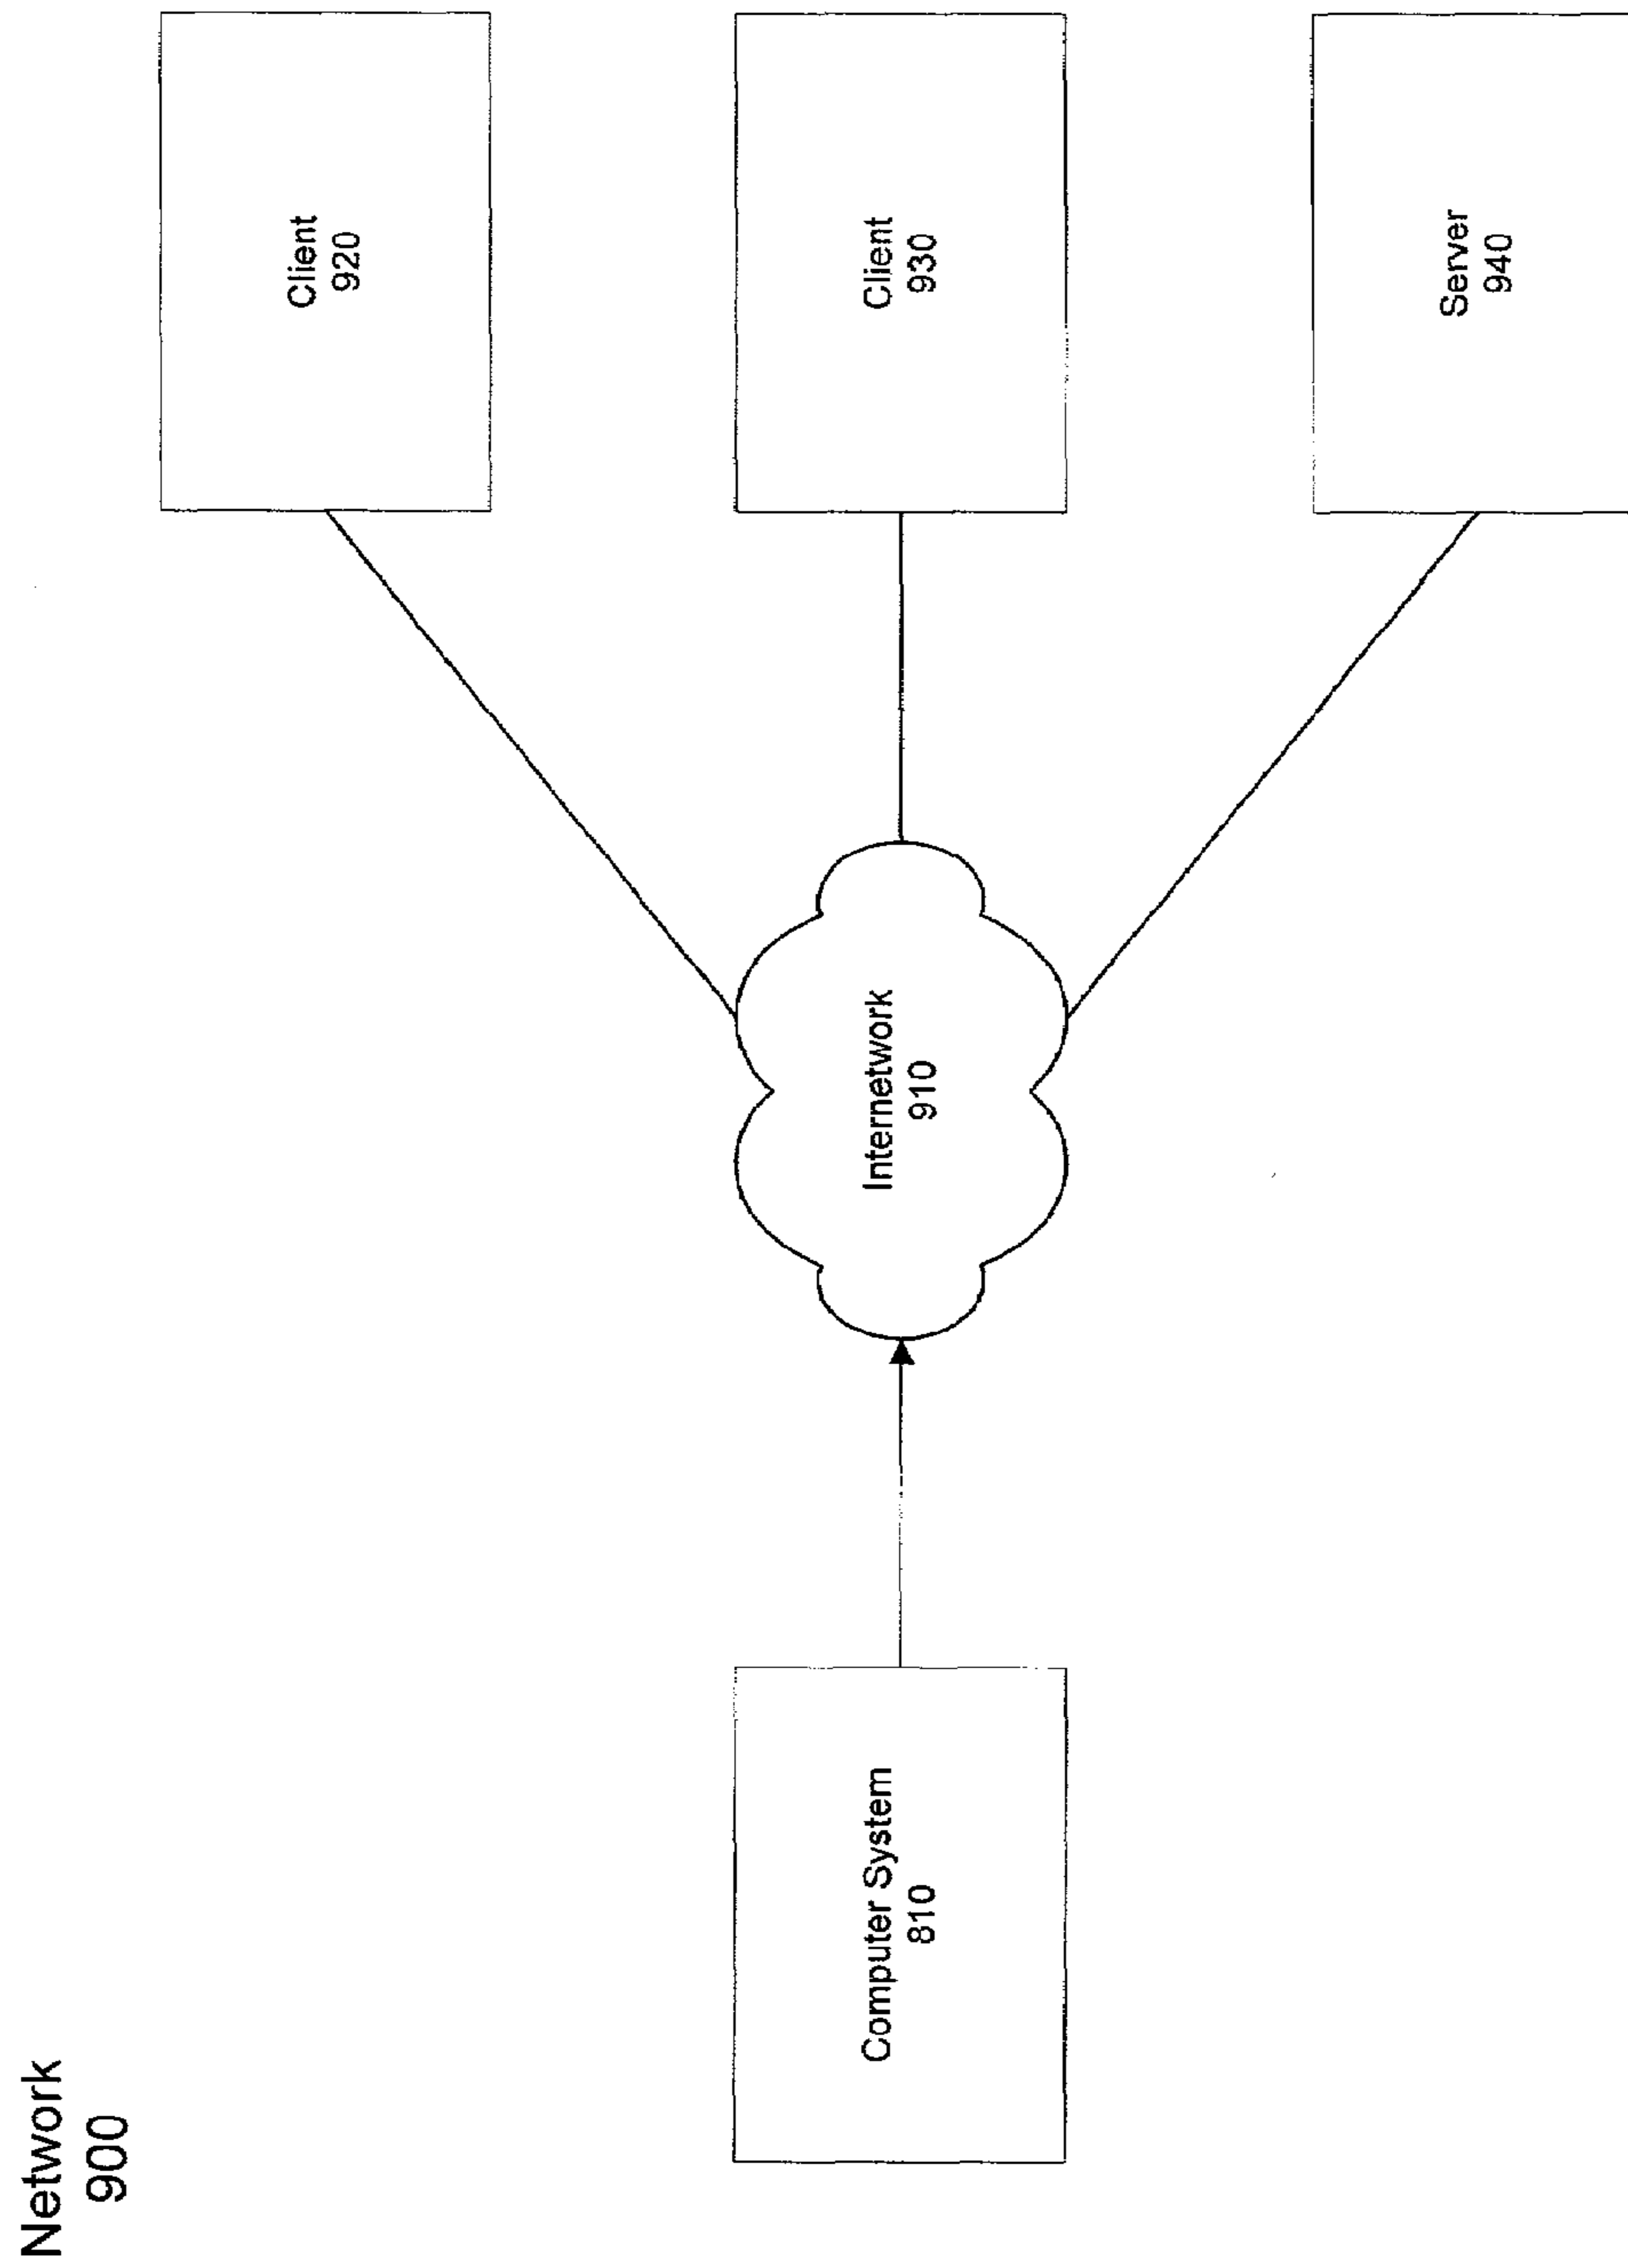 Network
900
Client
920
Computer System
810
Internetwork
910
Client
930
Server
940